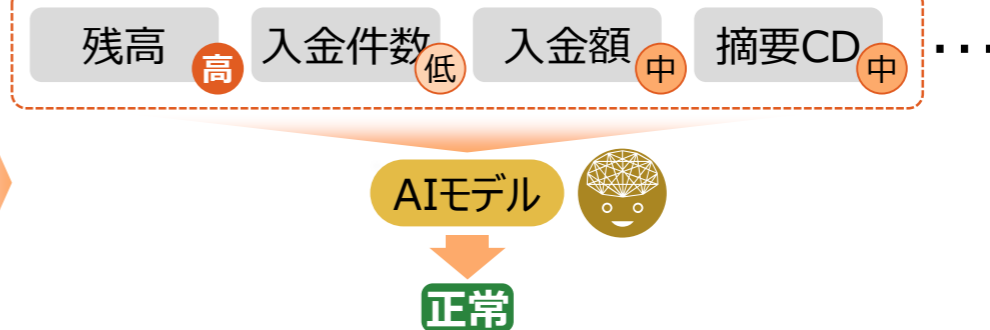 残高 高 入金件数 低 入金額 中 摘要CD 中 ・・・
AIモデル
正常